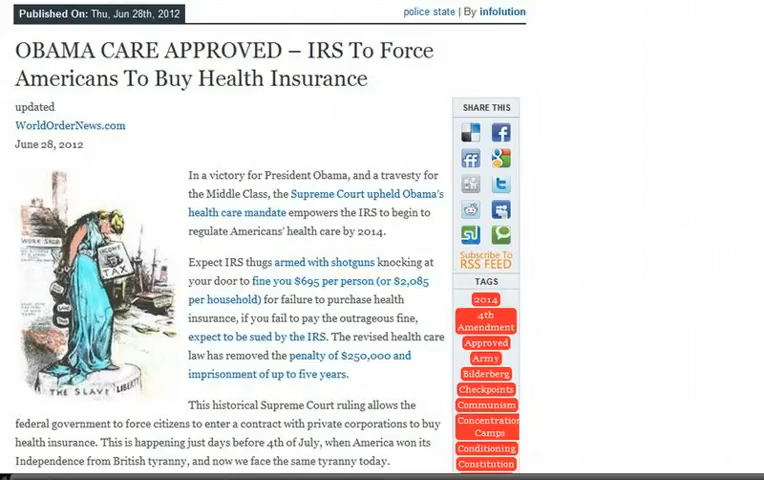 Published On: Thu, Jun 28th, 2012
police state | By infolution
OBAMA CARE APPROVED – IRS To Force
Americans To Buy Health Insurance
updated
WorldOrderNews.com
June 28, 2012
In a victory for President Obama, and a travesty for
the Middle Class, the Supreme Court upheld Obama's
health care mandate empowers the IRS to begin to
regulate Americans' health care by 2014.
Expect IRS thugs armed with shotguns knocking at
your door to fine you $695 per person (or $2,085
per household) for failure to purchase health
insurance, if you fail to pay the outrageous fine,
expect to be sued by the IRS. The revised health care
law has removed the penalty of $250,000 and
imprisonment of up to five years.
This historical Supreme Court ruling allows the
federal government to force citizens to enter a contract with private corporations to buy
health insurance. This is happening just days before 4th of July, when America won its
Independence from British tyranny, and now we face the same tyranny today.
WORK SHOP
INCOME
TAX
THE SLAVE LIBERTY
SHARE THIS
Subscribe To
RSS FEED
TAGS
2014
4th
Amendment
Approved
Army
Bilderberg
Checkpoints
Communism
Concentration
Camps
Conditioning
Constitution